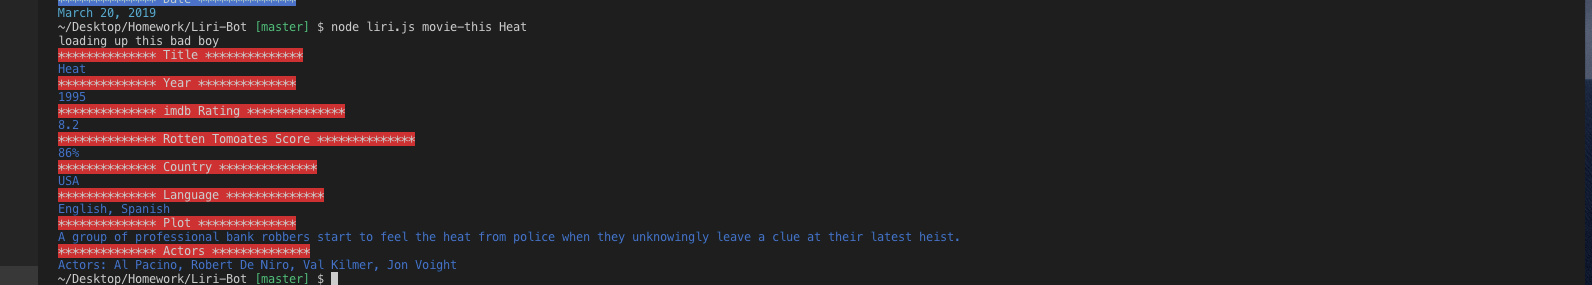 ************** Date **************
March 20, 2019
~/Desktop/Homework/Liri-Bot [master] $ node liri.js movie-this Heat
loading up this bad boy
************** Title **************
Heat
************** Year **************
1995
************** imdb Rating **************
8.2
************** Rotten Tomoates Score **************
86%
************** Country **************
USA
************** Language **************
English, Spanish
************** Plot **************
A group of professional bank robbers start to feel the heat from police when they unknowingly leave a clue at their latest heist.
************** Actors **************
Actors: Al Pacino, Robert De Niro, Val Kilmer, Jon Voight
~/Desktop/Homework/Liri-Bot [master] $